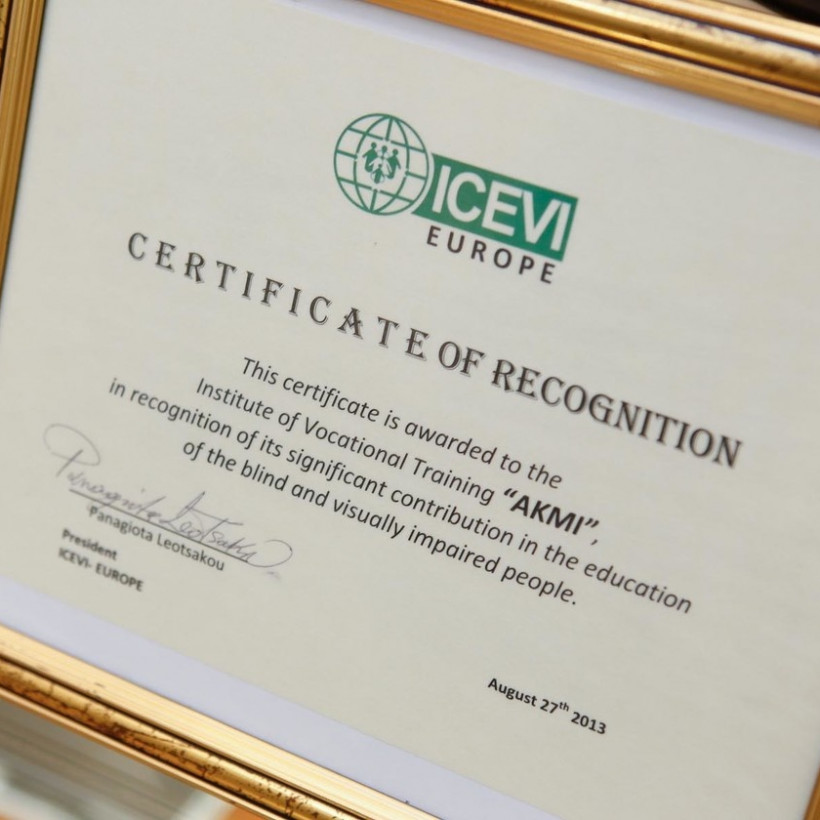 ICEVI
EUROPE
CERTIFICATE OF RECOGNITION
This certificate is awarded to the
Institute of Vocational Training “AKMI”,
in recognition of its significant contribution in the education
of the blind and visually impaired people.
Panagiota Leotsakou
Panagiota Leotsakou
President
ICEVI- EUROPE
August 27th 2013